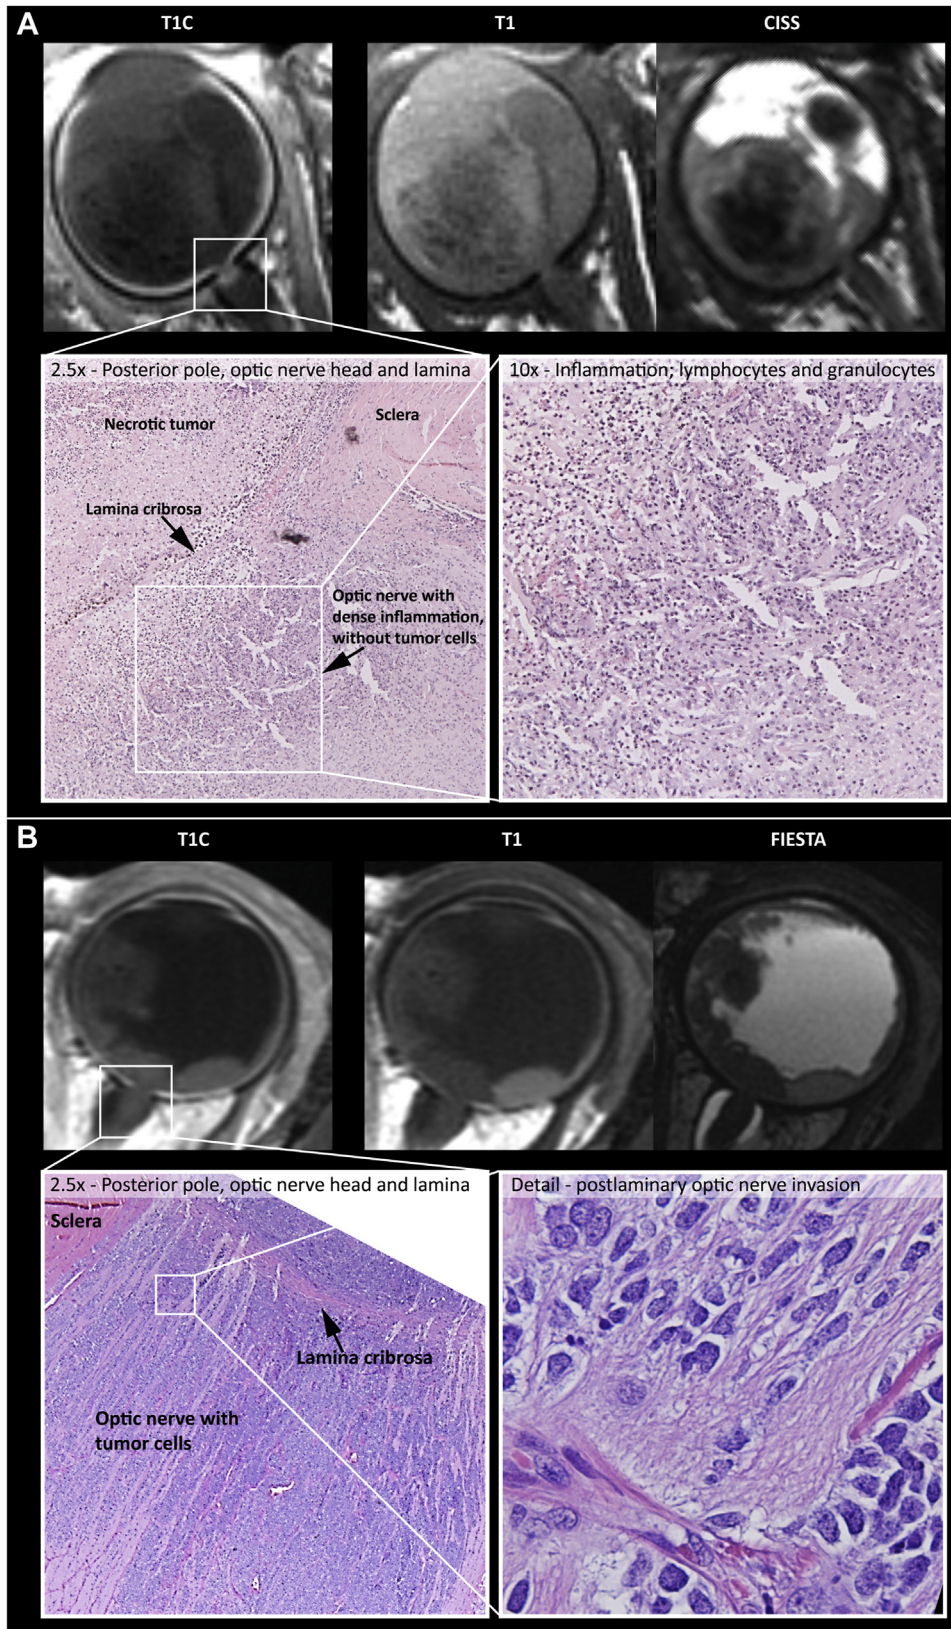 A
T1C
T1
CISS
2.5x - Posterior pole, optic nerve head and lamina
Necrotic tumor
Sclera
Lamina cribrosa
Optic nerve with
dense inflammation,
without tumor cells
10x - Inflammation; lymphocytes and granulocytes
B
T1C
T1
FIESTA
2.5x - Posterior pole, optic nerve head and lamina
Sclera
Lamina cribrosa
Optic nerve with
tumor cells
Detail - postlaminary optic nerve invasion